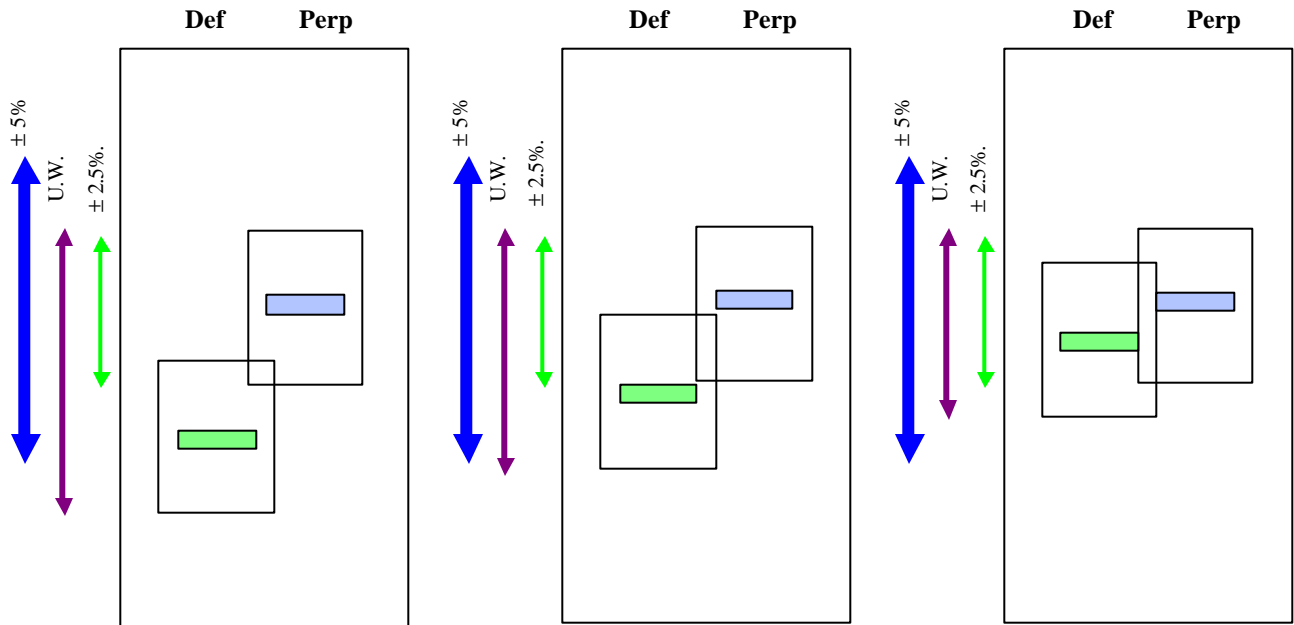 Def Perp
± 5%
U.W.
± 2.5%.
Def Perp
± 5%
U.W.
± 2.5%.
Def Perp
± 5%
U.W.
± 2.5%.